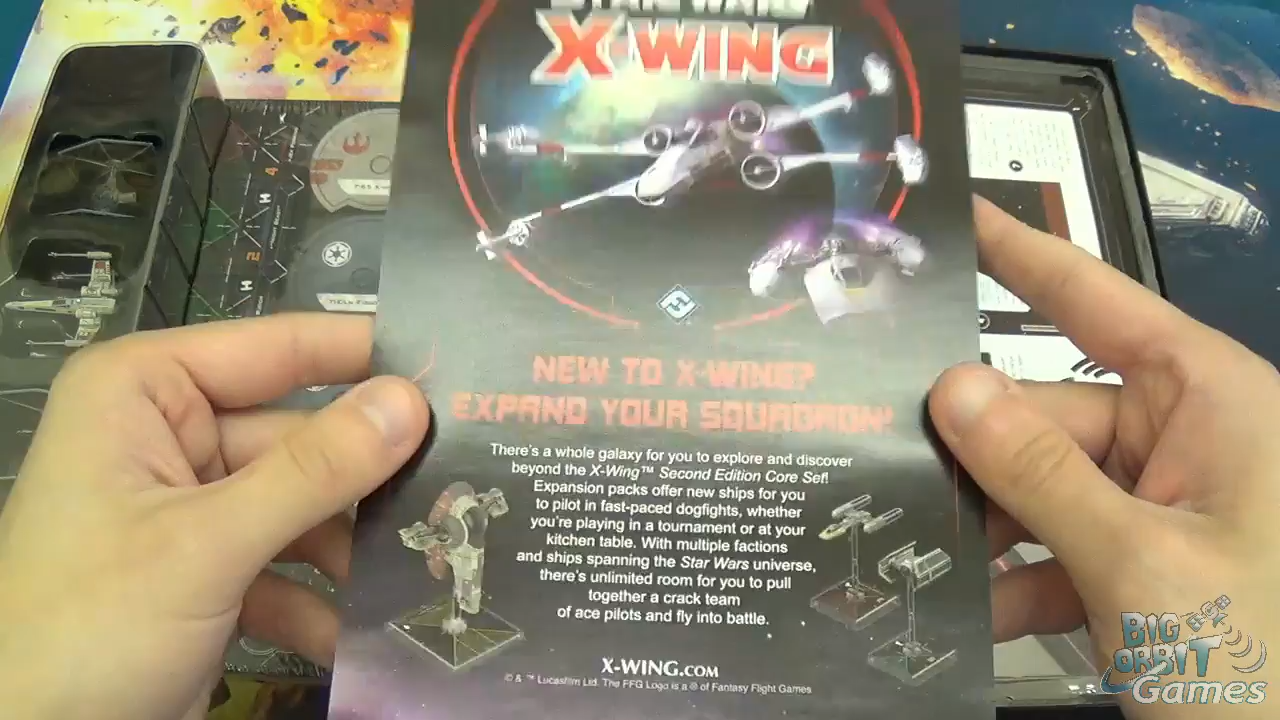 STAR WARS
X-WING
NEW TO X-WING?
EXPAND YOUR SQUADRON!
There's a whole galaxy for you to explore and discover
beyond the X-Wing™ Second Edition Core Set!
Expansion packs offer new ships for you
to pilot in fast-paced dogfights, whether
you're playing in a tournament or at your
kitchen table. With multiple factions
and ships spanning the Star Wars universe,
there's unlimited room for you to pull
together a crack team
of ace pilots and fly into battle.
X-WING.COM
© & ™ Lucasfilm Ltd. The FFG Logo is a ® of Fantasy Flight Games
4
2
BIG
ORBIT
Games